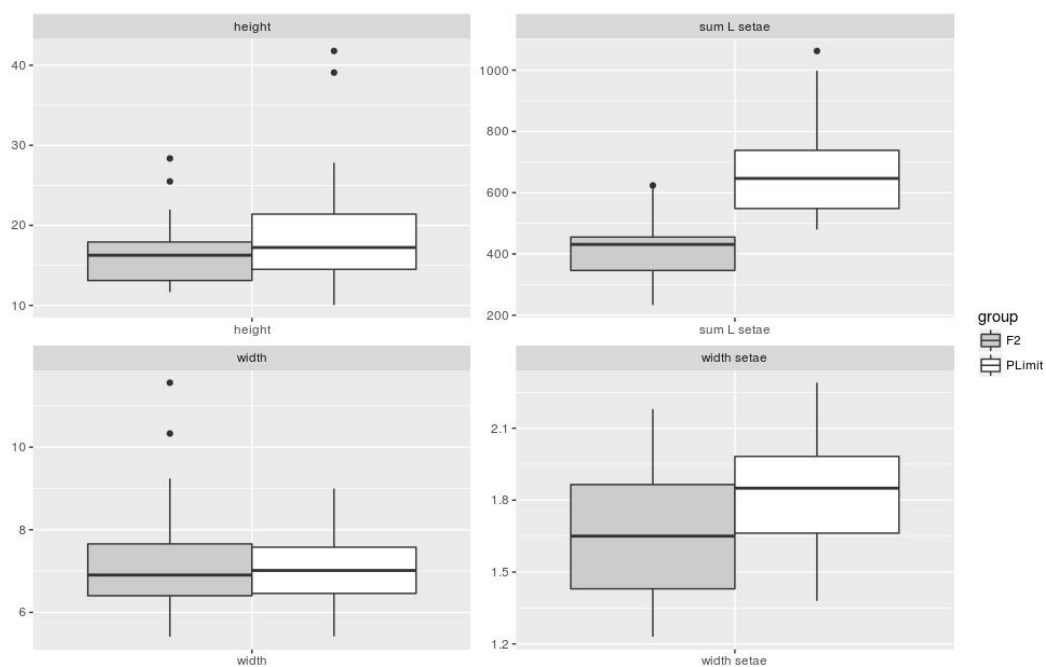 height
40
30
20
10
height
sum L setae
1000
800
600
400
200
sum L setae
group
F2
PLimit
width
10
8
6
width
width setae
2.1
1.8
1.5
1.2
width setae